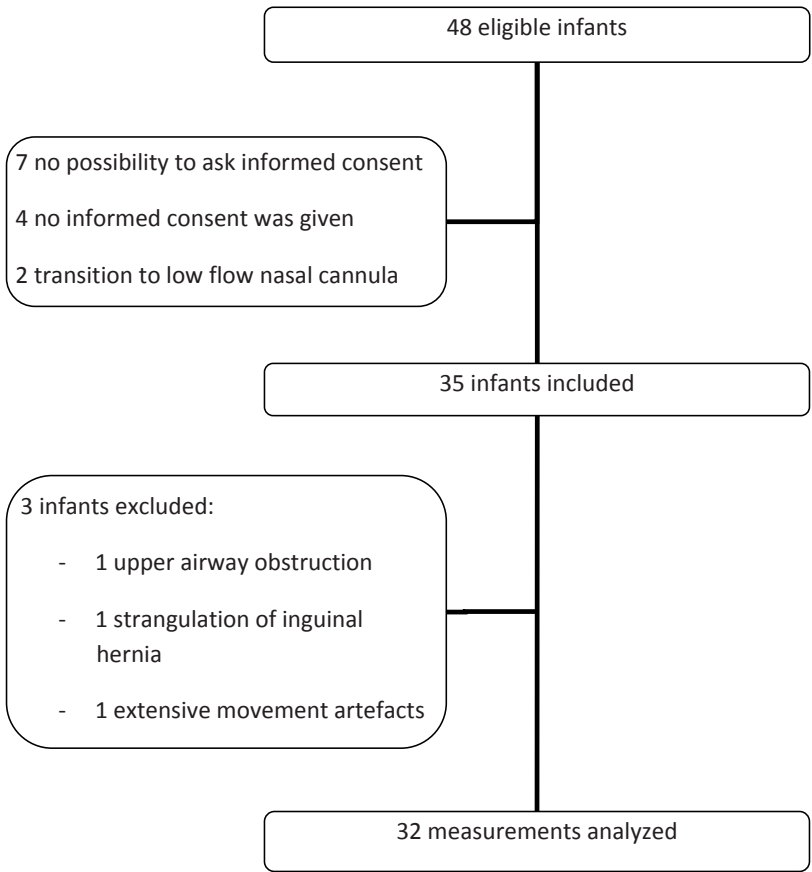 48 eligible infants
7 no possibility to ask informed consent
4 no informed consent was given
2 transition to low flow nasal cannula
35 infants included
3 infants excluded:
- 1 upper airway obstruction
- 1 strangulation of inguinal
hernia
- 1 extensive movement artefacts
32 measurements analyzed